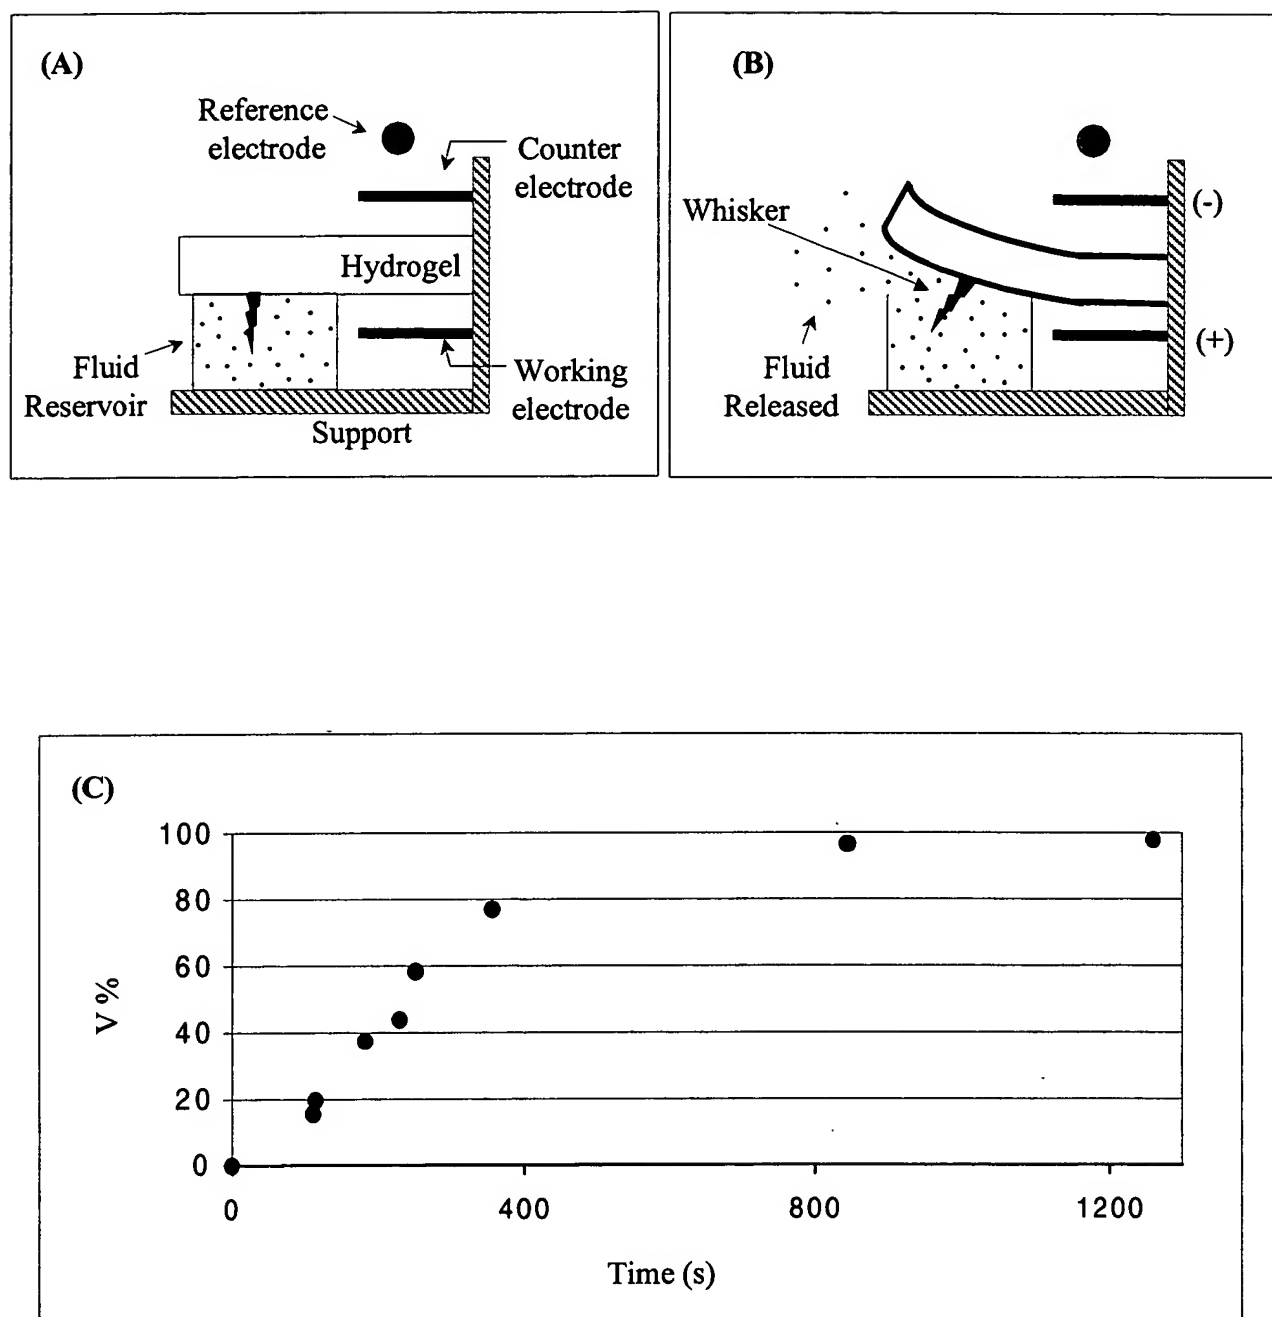 (A)
Reference
electrode
Counter
electrode
Hydrogel
Fluid
Reservoir
Working
electrode
Support
(B)
Whisker
(-)
(+)
Fluid
Released
(C)
100
80
60
40
20
0
V %
0 400 800 1200
Time (s)